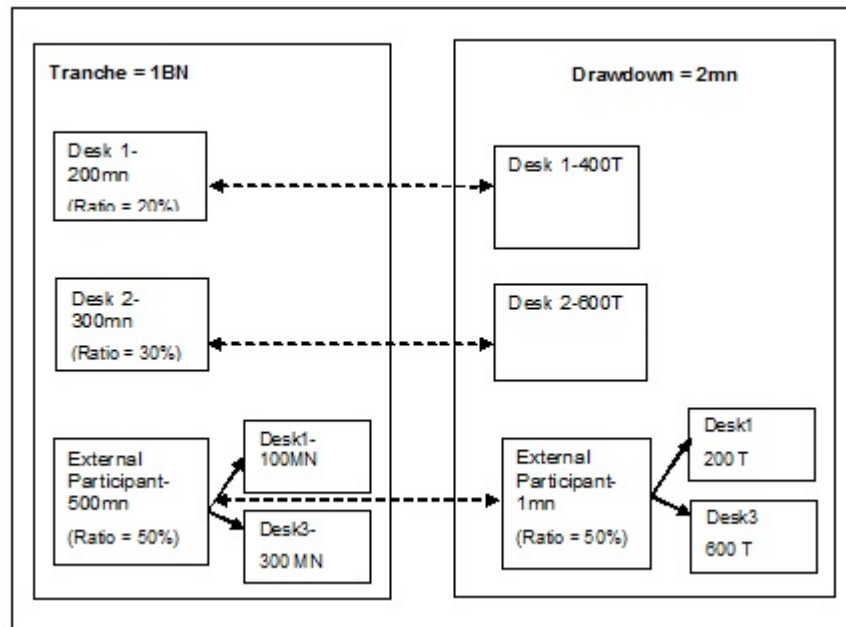 Tranche = 1BN
Desk 1-
200mn
(Ratio = 20%)
Desk 2-
300mn
(Ratio = 30%)
External
Participant-
500mn
(Ratio = 50%)
Desk1-
100MN
Desk3-
300 MN
Drawdown = 2mn
Desk 1-400T
Desk 2-600T
External
Participant-
1mn
(Ratio = 50%)
Desk1
200 T
Desk3
600 T